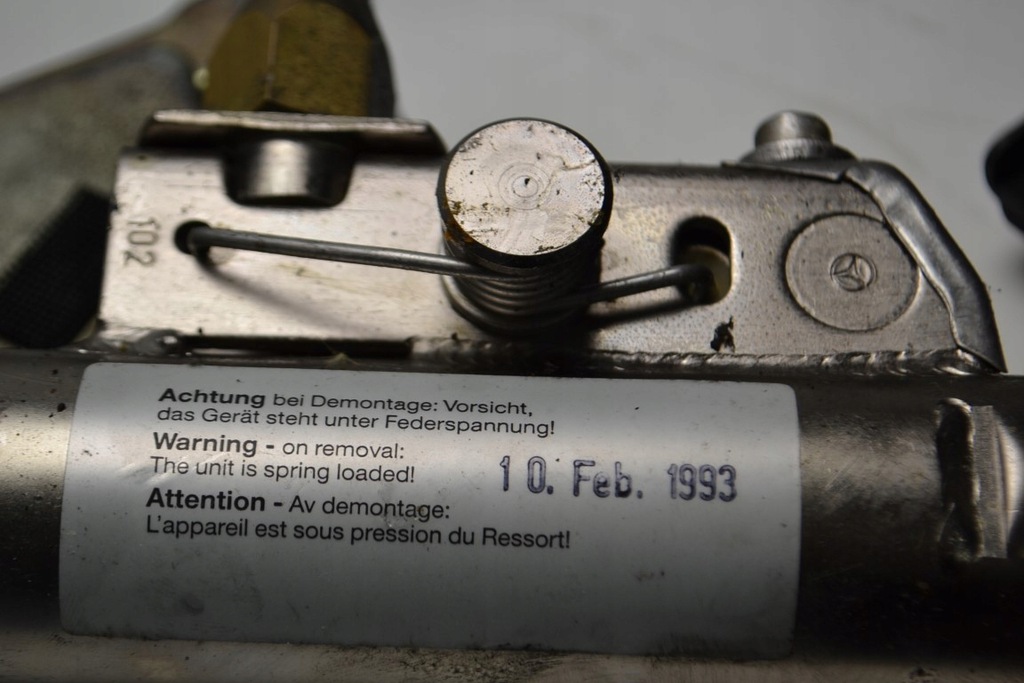 102
Achtung bei Demontage: Vorsicht,
das Gerät steht unter Federspannung!
Warning - on removal:
The unit is spring loaded!
10. Feb. 1993
Attention - Av demontage:
L'appareil est sous pression du Ressort!